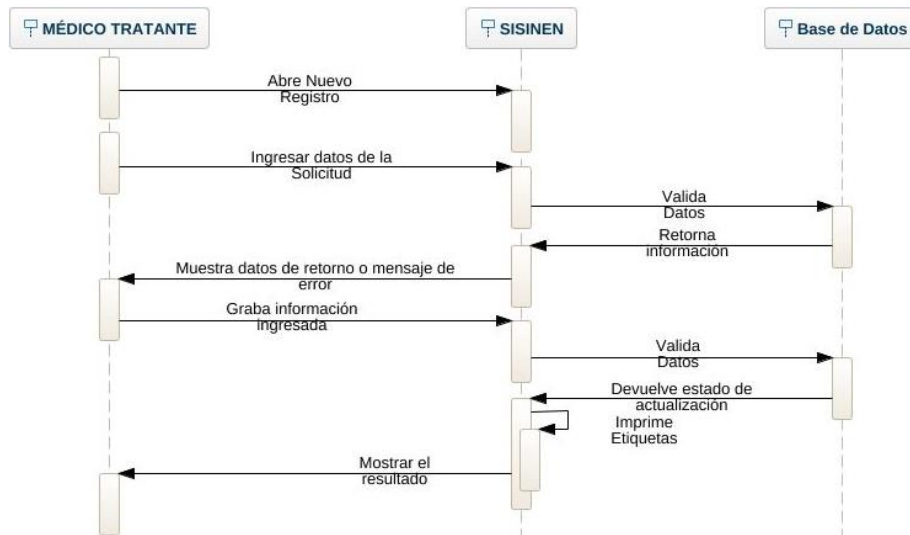 MÉDICO TRATANTE
SISINEN
Base de Datos
Abre Nuevo
Registro
Ingresar datos de la
Solicitud
Valida
Datos
Retorna
información
Muestra datos de retorno o mensaje de
error
Graba información
ingresada
Valida
Datos
Devuelve estado de
actualización
Imprime
Etiquetas
Mostrar el
resultado